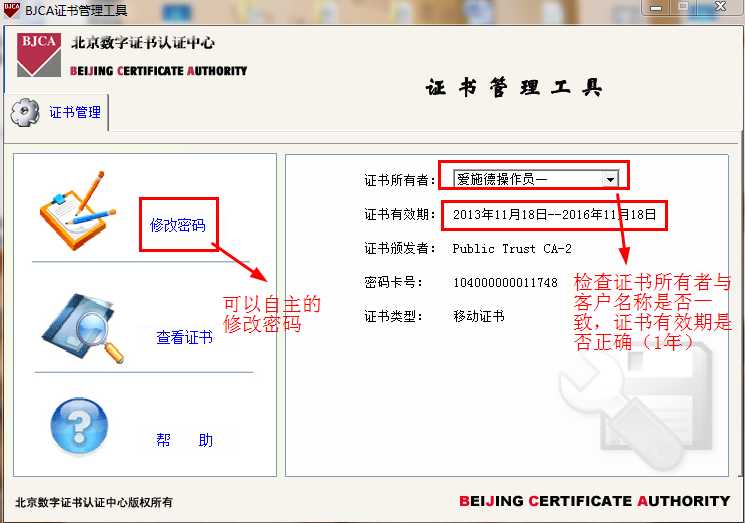 BJCA证书管理工具
BJCA
北京数字证书认证中心
BEIJING CERTIFICATE AUTHORITY
证书管理工具
证书管理
修改密码
查看证书
帮 助
证书所有者: 爱施德操作员一
证书有效期: 2013年11月18日--2016年11月18日
证书颁发者: Public Trust CA-2
密码卡号: 104000000011748
证书类型: 移动证书
可以自主的
修改密码
检查证书所有者与
客户名称是否一
致，证书有效期是
否正确（1年）
北京数字证书认证中心版权所有
BEIJING CERTIFICATE AUTHORITY